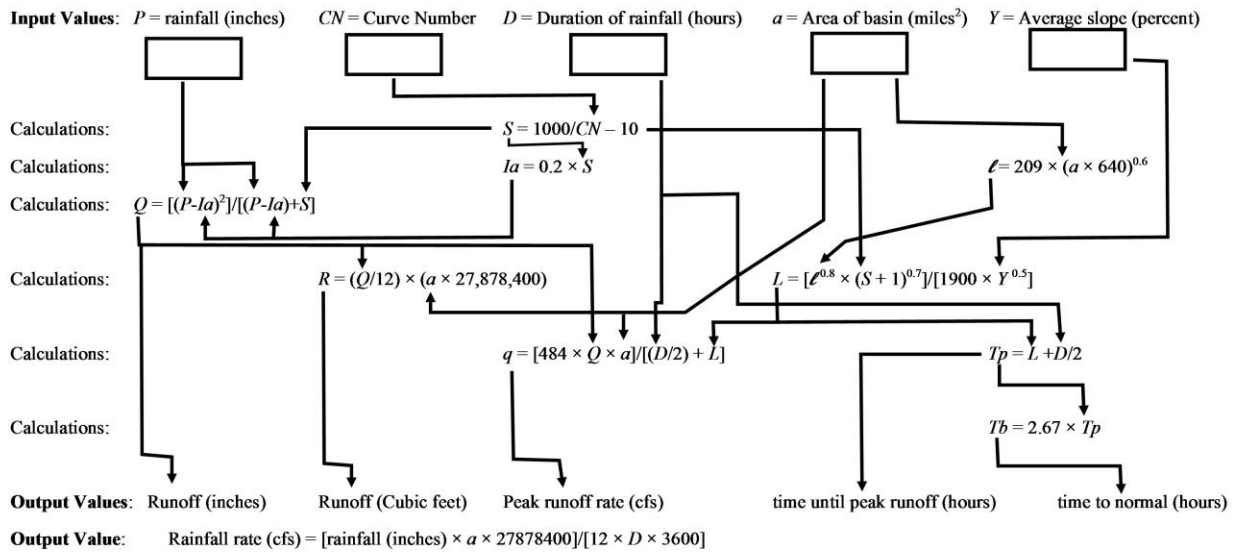 Input Values: P = rainfall (inches) CN = Curve Number D = Duration of rainfall (hours) a = Area of basin (miles²) Y = Average slope (percent)
Calculations: S = 1000/CN – 10
Calculations: Ia = 0.2 × S ℓ = 209 × (a × 640)^0.6
Calculations: Q = [(P-Ia)²]/[(P-Ia)+S]
Calculations: R = (Q/12) × (a × 27,878,400) L = [ℓ^0.8 × (S + 1)^0.7]/[1900 × Y^0.5]
Calculations: q = [484 × Q × a]/[(D/2) + L] Tp = L +D/2
Calculations: Tb = 2.67 × Tp
Output Values: Runoff (inches) Runoff (Cubic feet) Peak runoff rate (cfs) time until peak runoff (hours) time to normal (hours)
Output Value: Rainfall rate (cfs) = [rainfall (inches) × a × 27878400]/[12 × D × 3600]